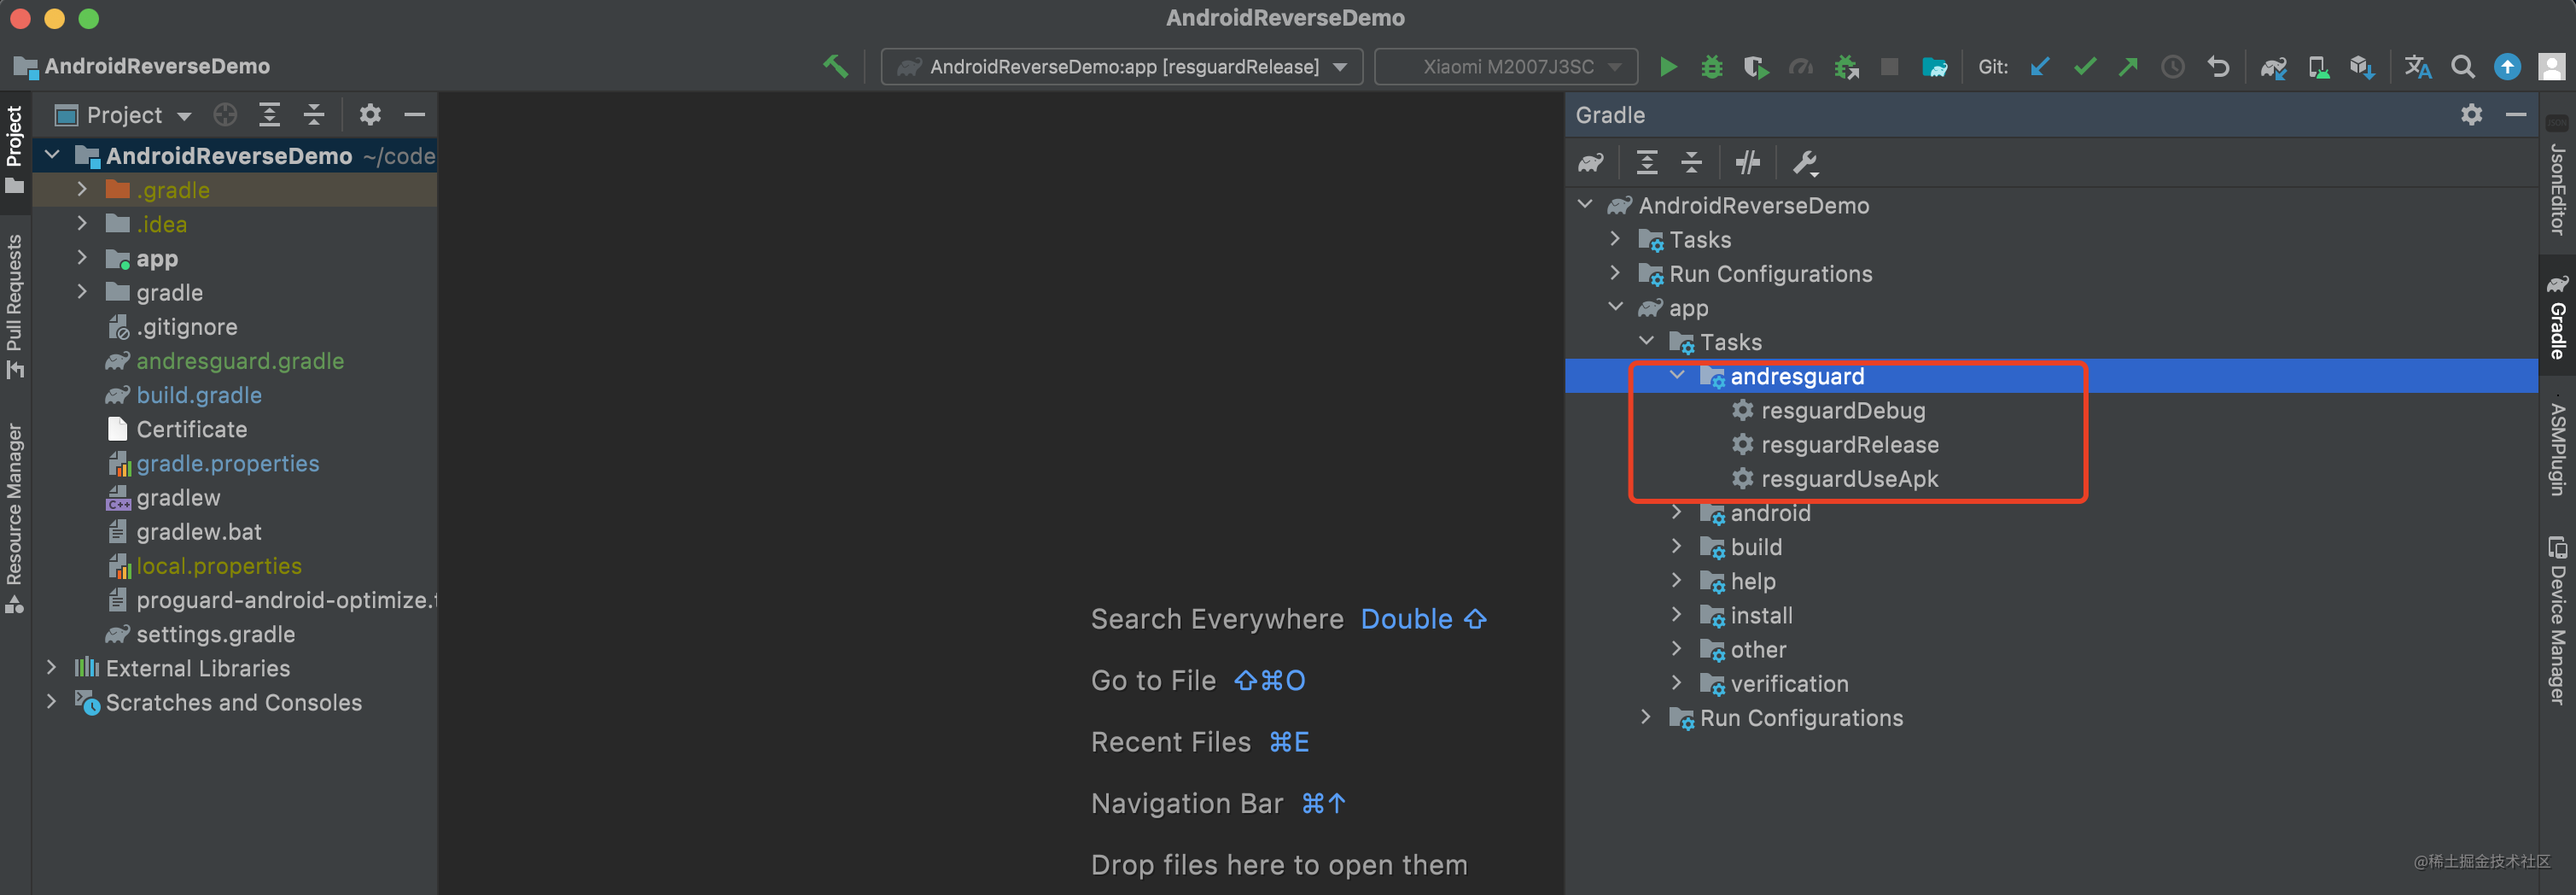 AndroidReverseDemo
AndroidReverseDemo
AndroidReverseDemo:app [resguardRelease]
Xiaomi M2007J3SC
Git:
Project
Pull Requests
Resource Manager
Project
AndroidReverseDemo ~/code
.gradle
.idea
app
gradle
.gitignore
andresguard.gradle
build.gradle
Certificate
gradle.properties
gradlew
gradlew.bat
local.properties
proguard-android-optimize.
settings.gradle
External Libraries
Scratches and Consoles
Search Everywhere Double ⇧
Go to File ⇧⌘O
Recent Files ⌘E
Navigation Bar ⌘↑
Drop files here to open them
Gradle
AndroidReverseDemo
Tasks
Run Configurations
app
Tasks
andresguard
resguardDebug
resguardRelease
resguardUseApk
android
build
help
install
other
verification
Run Configurations
JsonEditor
Gradle
ASMPlugin
Device Manager
@稀土掘金技术社区